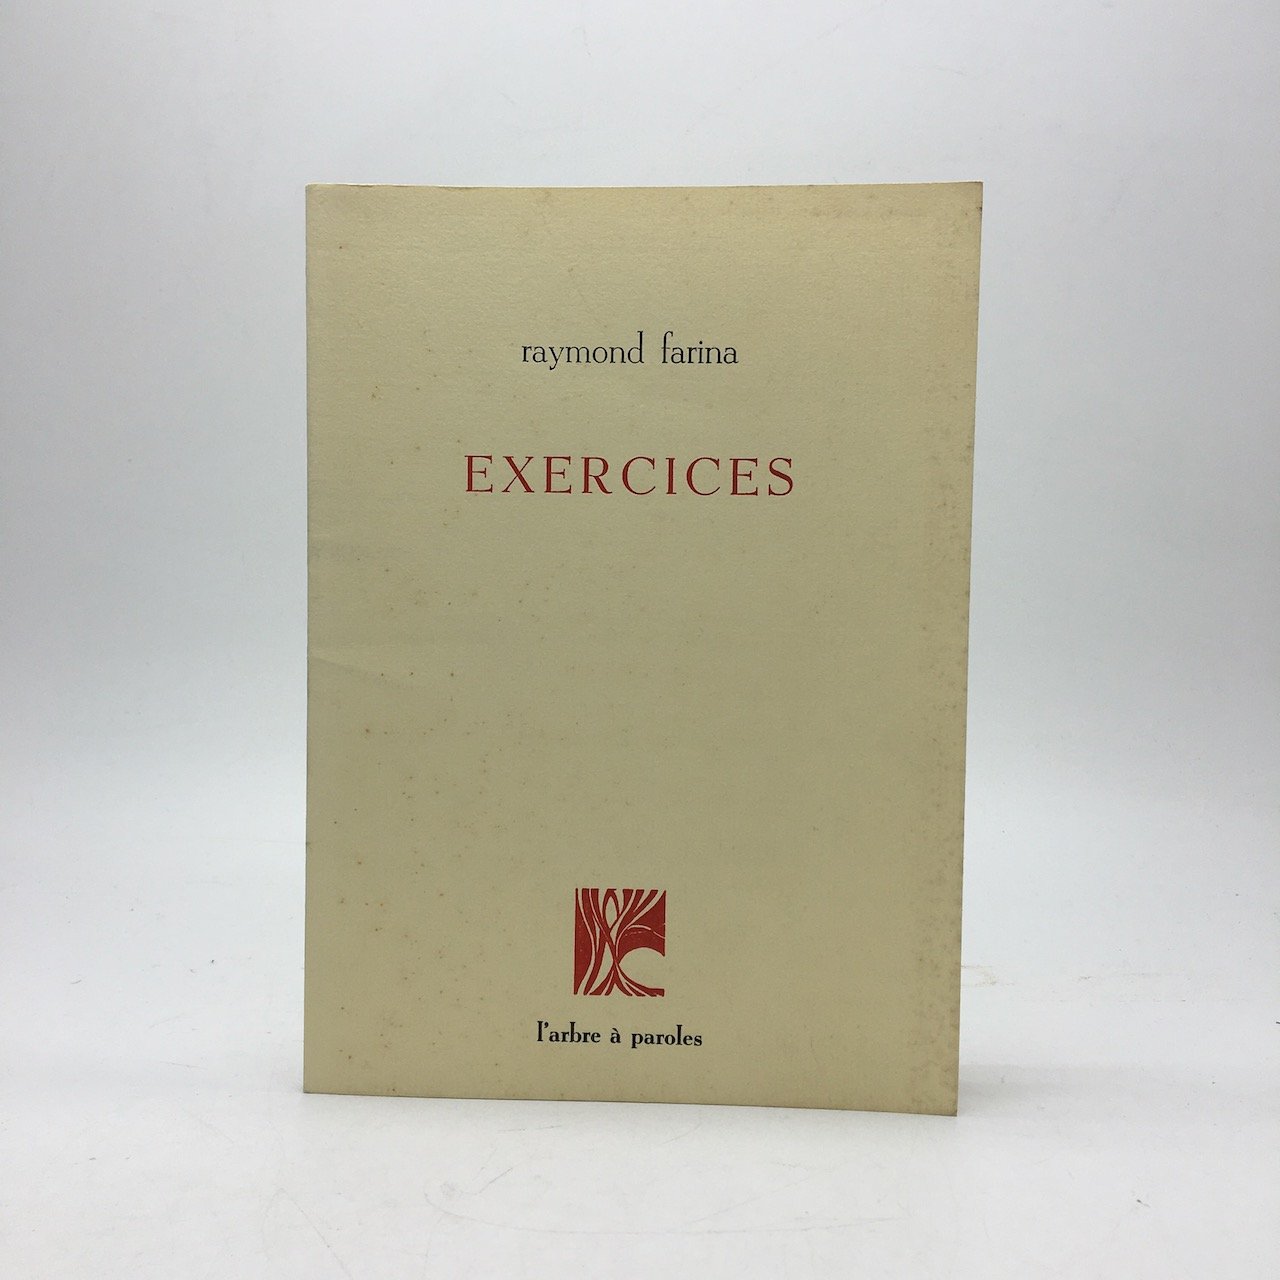 raymond farina
EXERCICES
l'arbre à paroles